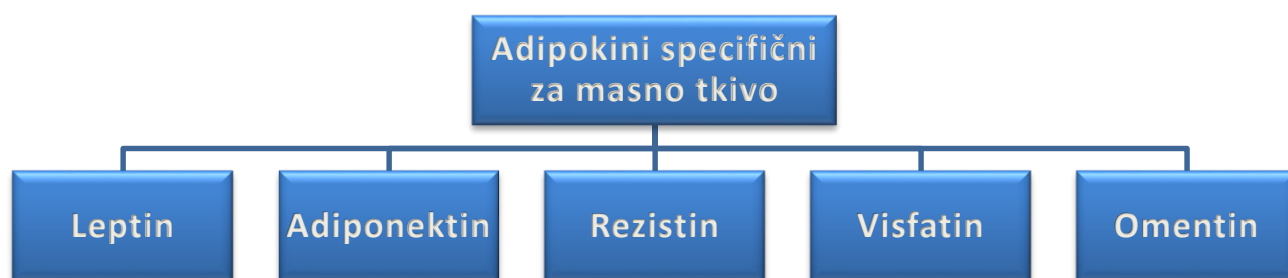 Adipokini specifični
za masno tkivo
Leptin
Adiponektin
Rezistin
Visfatin
Omentin